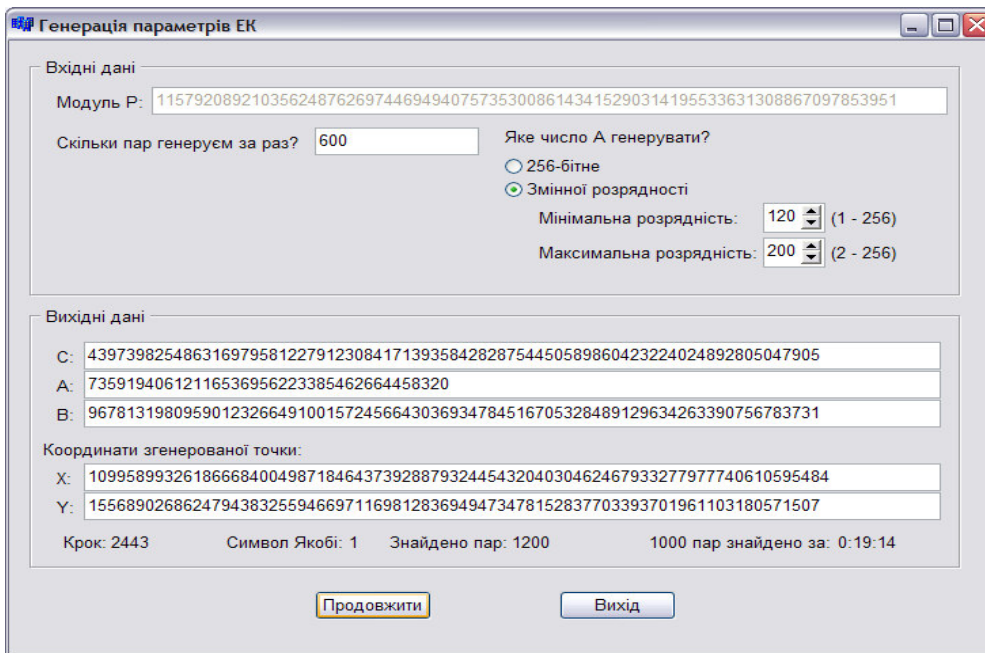 Генерація параметрів ЕК
Вхідні дані
Модуль P: 115792089210356248762697446949407573530086143415290314195533631308867097853951
Скільки пар генеруєм за раз? 600
Яке число А генерувати?
256-бітне
Змінної розрядності
Мінімальна розрядність: 120 (1 - 256)
Максимальна розрядність: 200 (2 - 256)
Вихідні дані
C: 43973982548631697958122791230841713935842828754450589860423224024892805047905
A: 73591940612116536956223385462664458320
B: 96781319809590123266491001572456643036934784516705328489129634263390756783731
Координати згенерованої точки:
X: 109958993261866684004987184643739288793244543204030462467933277977740610595484
Y: 15568902686247943832559466971169812836949473478152837703393701961103180571507
Крок: 2443 Символ Якобі: 1 Знайдено пар: 1200 1000 пар знайдено за: 0:19:14
Продовжити Вихід